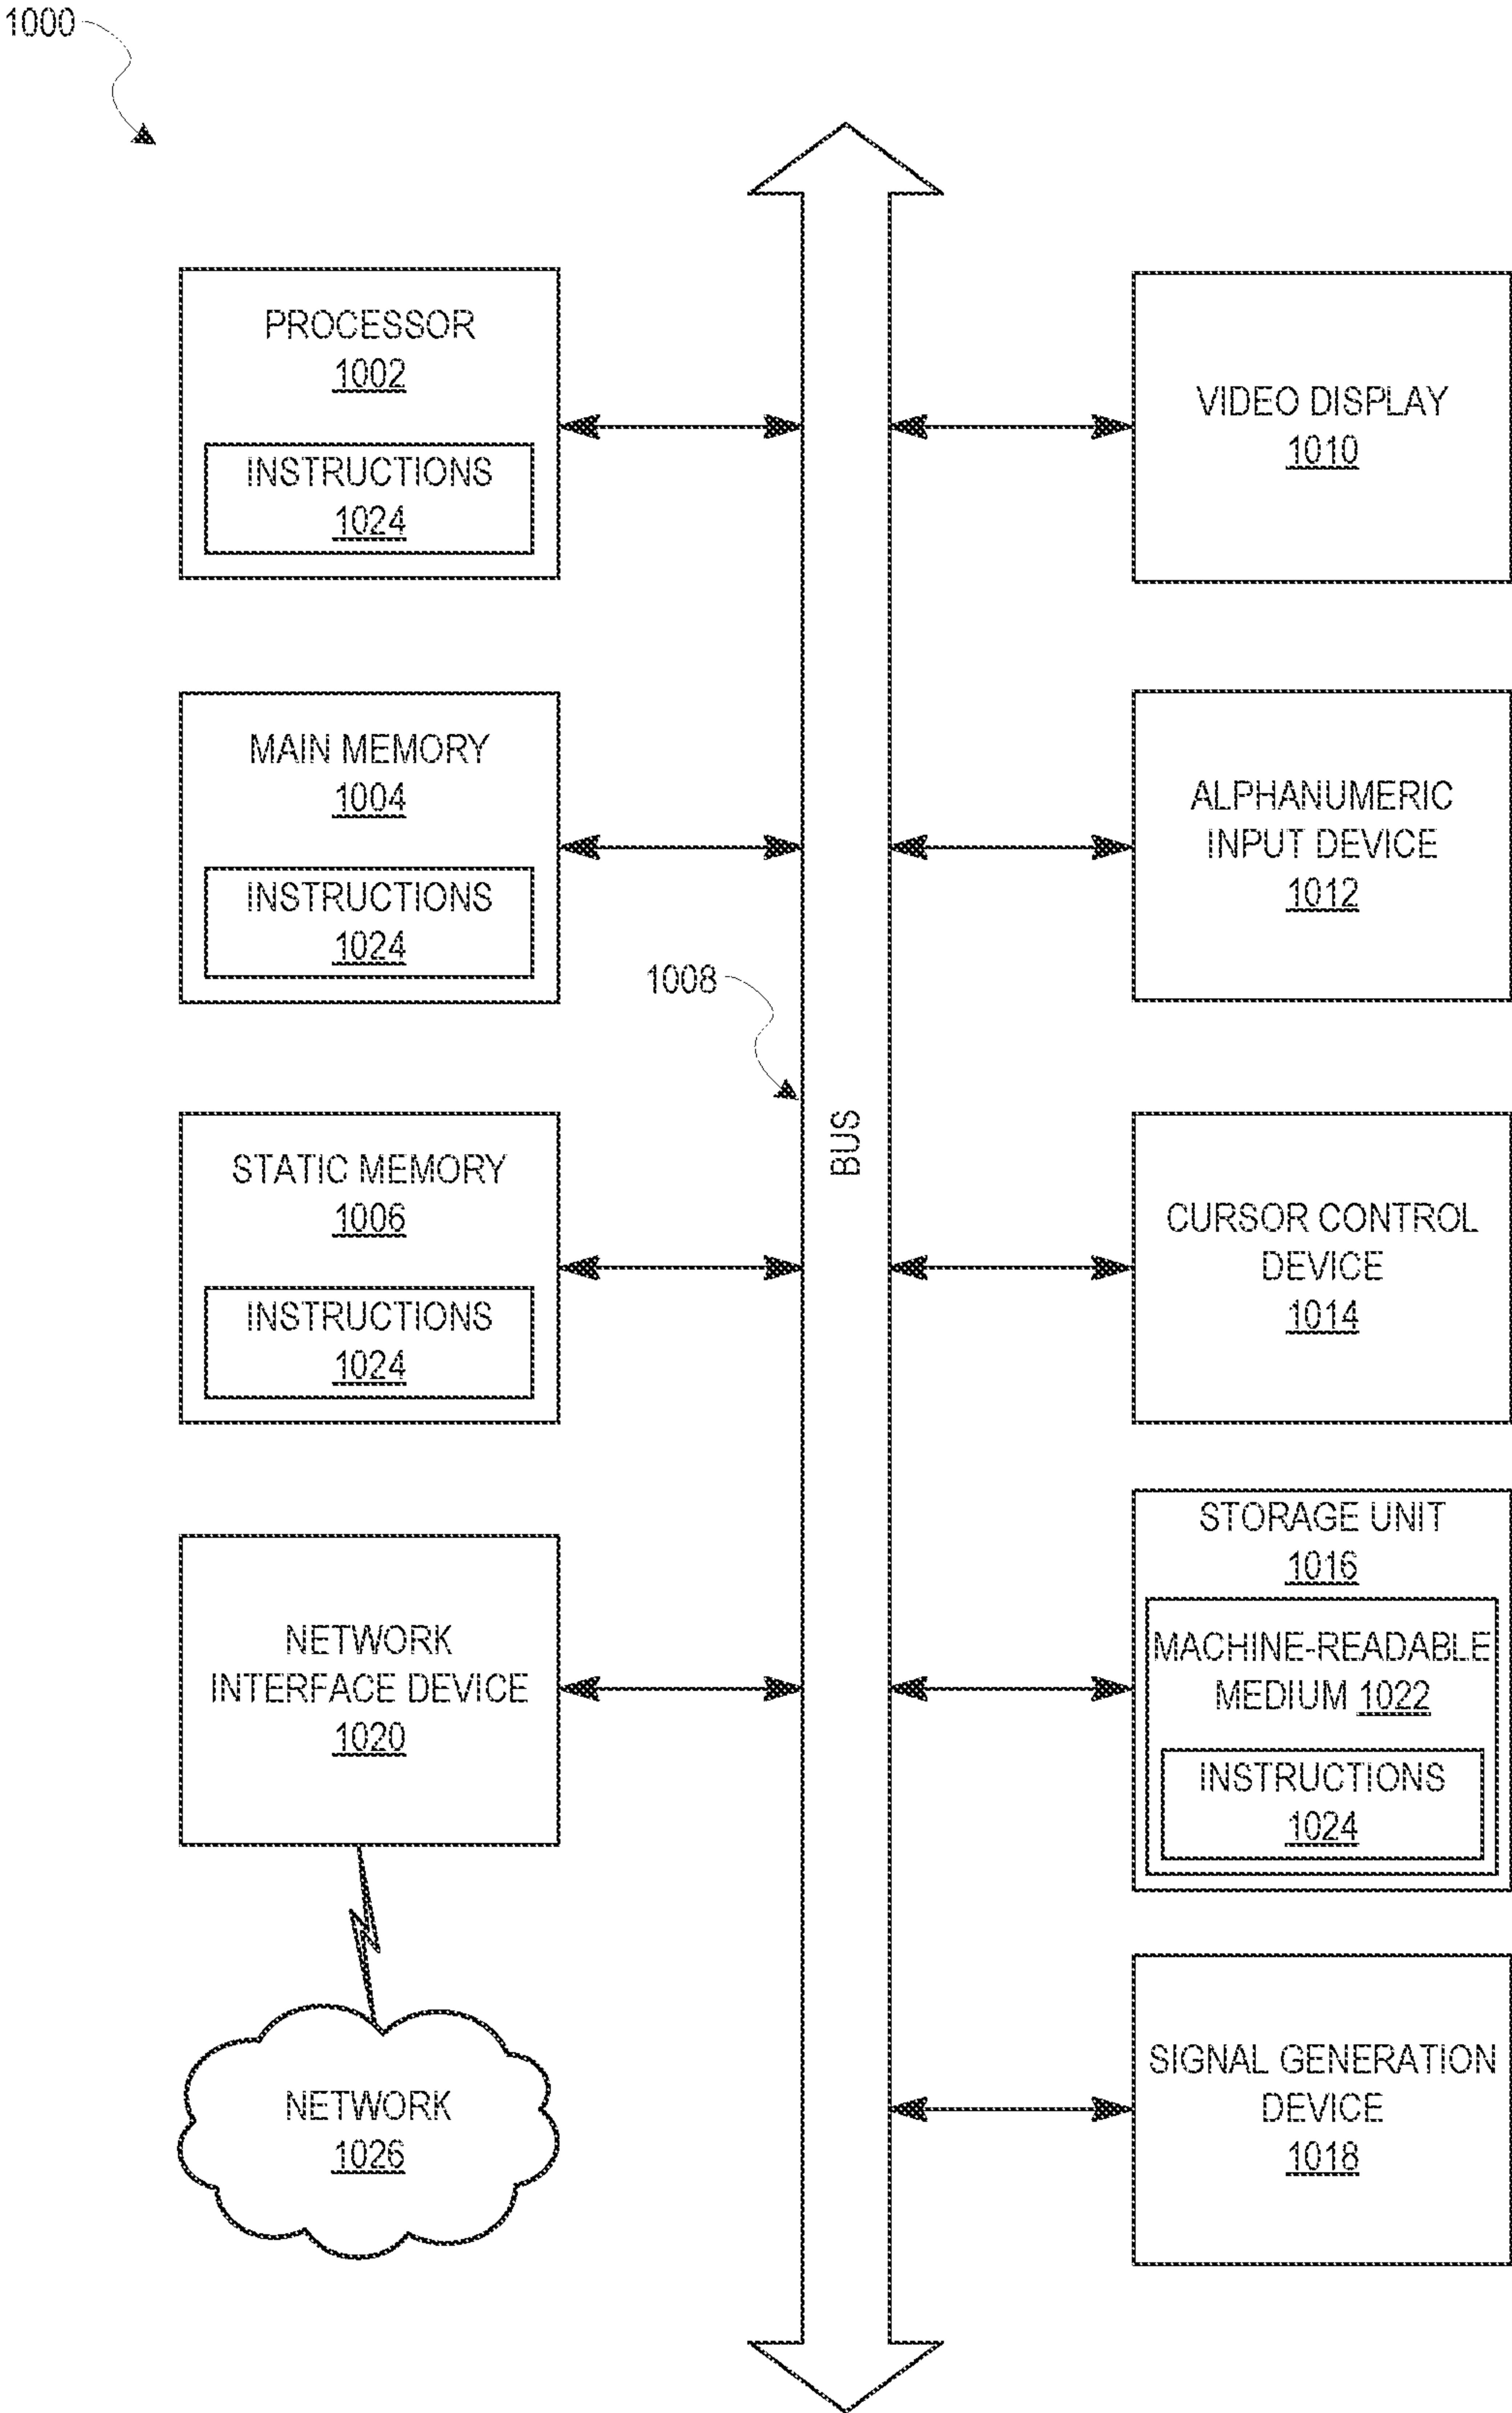 1000
PROCESSOR
1002
INSTRUCTIONS
1024
MAIN MEMORY
1004
INSTRUCTIONS
1024
STATIC MEMORY
1006
INSTRUCTIONS
1024
NETWORK
INTERFACE DEVICE
1020
NETWORK
1026
1008
BUS
VIDEO DISPLAY
1010
ALPHANUMERIC
INPUT DEVICE
1012
CURSOR CONTROL
DEVICE
1014
STORAGE UNIT
1016
MACHINE-READABLE
MEDIUM 1022
INSTRUCTIONS
1024
SIGNAL GENERATION
DEVICE
1018